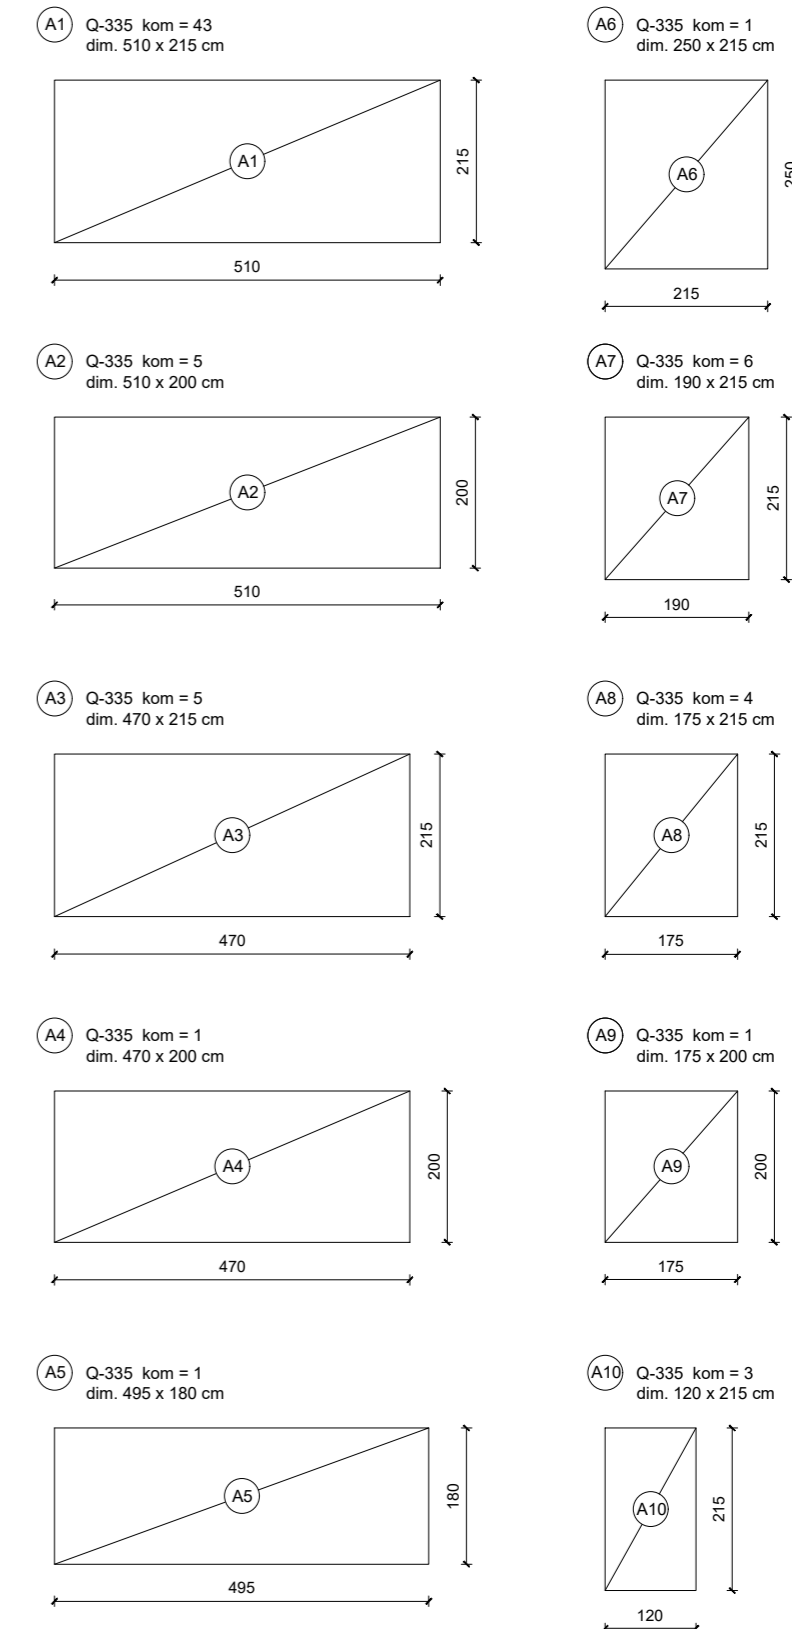 A1 Q-335 kom = 43
dim. 510 x 215 cm
A1
215
510
A2 Q-335 kom = 5
dim. 510 x 200 cm
A2
200
510
A3 Q-335 kom = 5
dim. 470 x 215 cm
A3
215
470
A4 Q-335 kom = 1
dim. 470 x 200 cm
A4
200
470
A5 Q-335 kom = 1
dim. 495 x 180 cm
A5
180
495
A6 Q-335 kom = 1
dim. 250 x 215 cm
A6
250
215
A7 Q-335 kom = 6
dim. 190 x 215 cm
A7
215
190
A8 Q-335 kom = 4
dim. 175 x 215 cm
A8
215
175
A9 Q-335 kom = 1
dim. 175 x 200 cm
A9
200
175
A10 Q-335 kom = 3
dim. 120 x 215 cm
A10
215
120